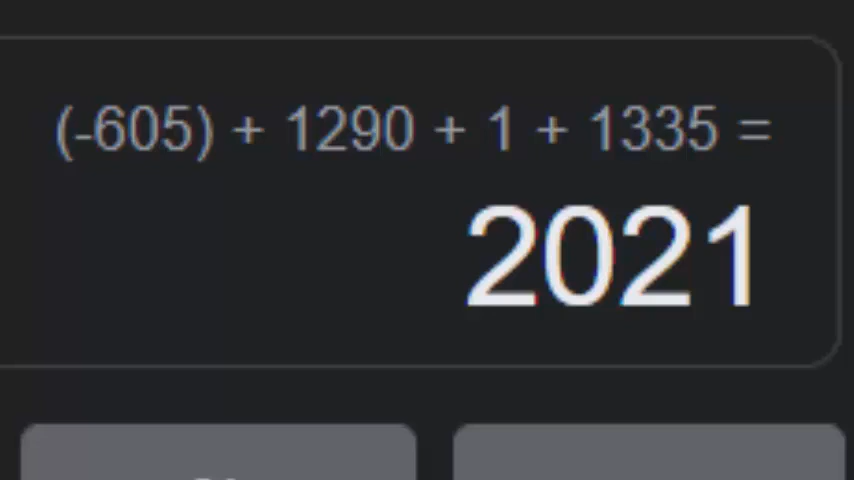 (-605) + 1290 + 1 + 1335 =
2021